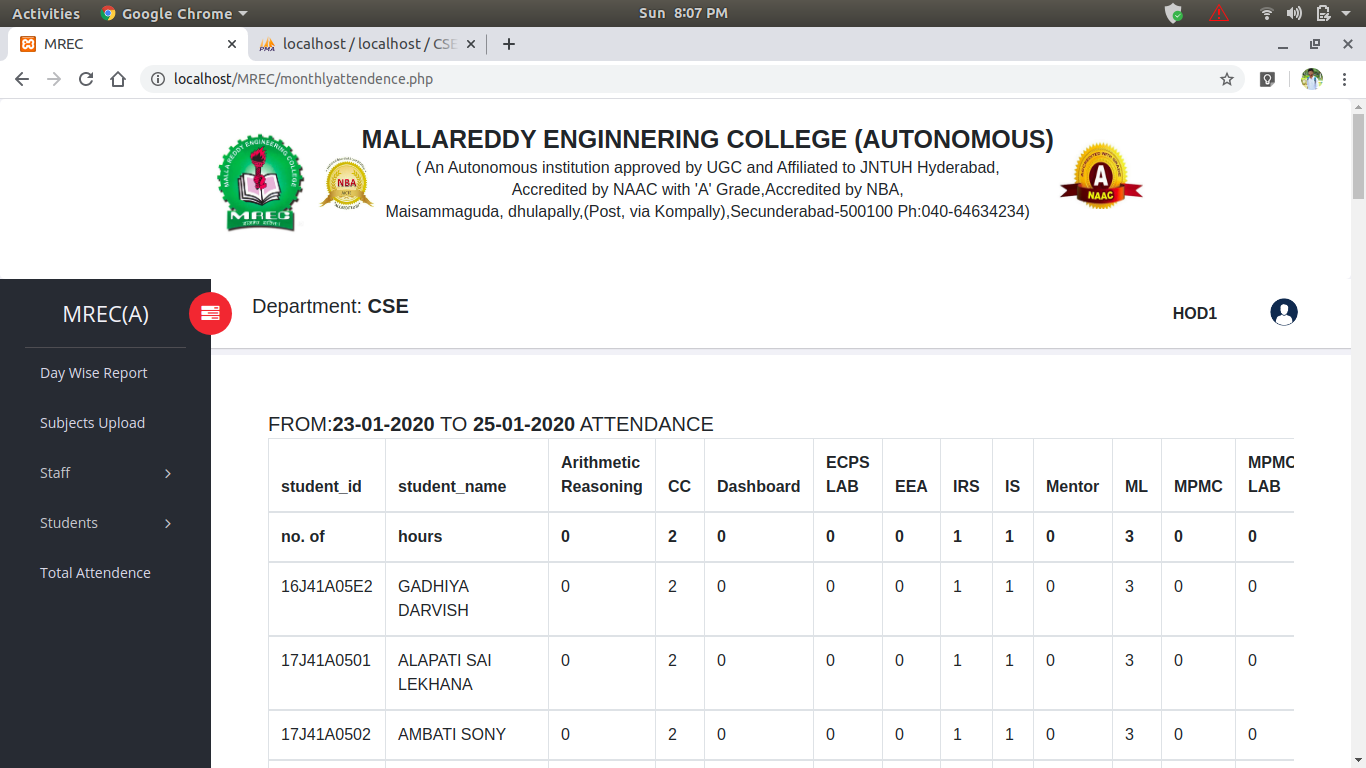 Activities Google Chrome Sun 8:07 PM
MREC localhost / localhost / CSE
localhost/MREC/monthlyattendence.php
MALLAREDDY ENGINNERING COLLEGE (AUTONOMOUS)
( An Autonomous institution approved by UGC and Affiliated to JNTUH Hyderabad,
Accredited by NAAC with 'A' Grade,Accredited by NBA,
Maisammaguda, dhulapally,(Post, via Kompally),Secunderabad-500100 Ph:040-64634234)
MALLA REDDY ENGINEERING COLLEGE
MREC
NBA
A
NAAC
MREC(A)
Department: CSE
HOD1
Day Wise Report
Subjects Upload
Staff
Students
Total Attendence
FROM:23-01-2020 TO 25-01-2020 ATTENDANCE
student_id student_name Arithmetic Reasoning CC Dashboard ECPS LAB EEA IRS IS Mentor ML MPMC MPMC LAB
no. of hours 0 2 0 0 0 1 1 0 3 0 0
16J41A05E2 GADHIYA DARVISH 0 2 0 0 0 1 1 0 3 0 0
17J41A0501 ALAPATI SAI LEKHANA 0 2 0 0 0 1 1 0 3 0 0
17J41A0502 AMBATI SONY 0 2 0 0 0 1 1 0 3 0 0